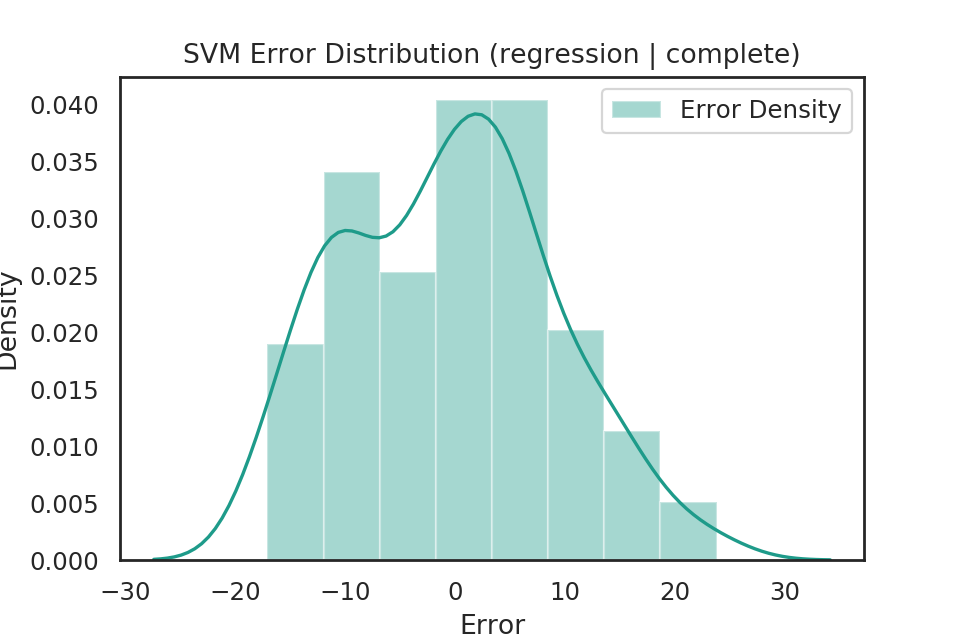 SVM Error Distribution (regression | complete)
Error Density
Density
0.040
0.035
0.030
0.025
0.020
0.015
0.010
0.005
0.000
−30 −20 −10 0 10 20 30
Error